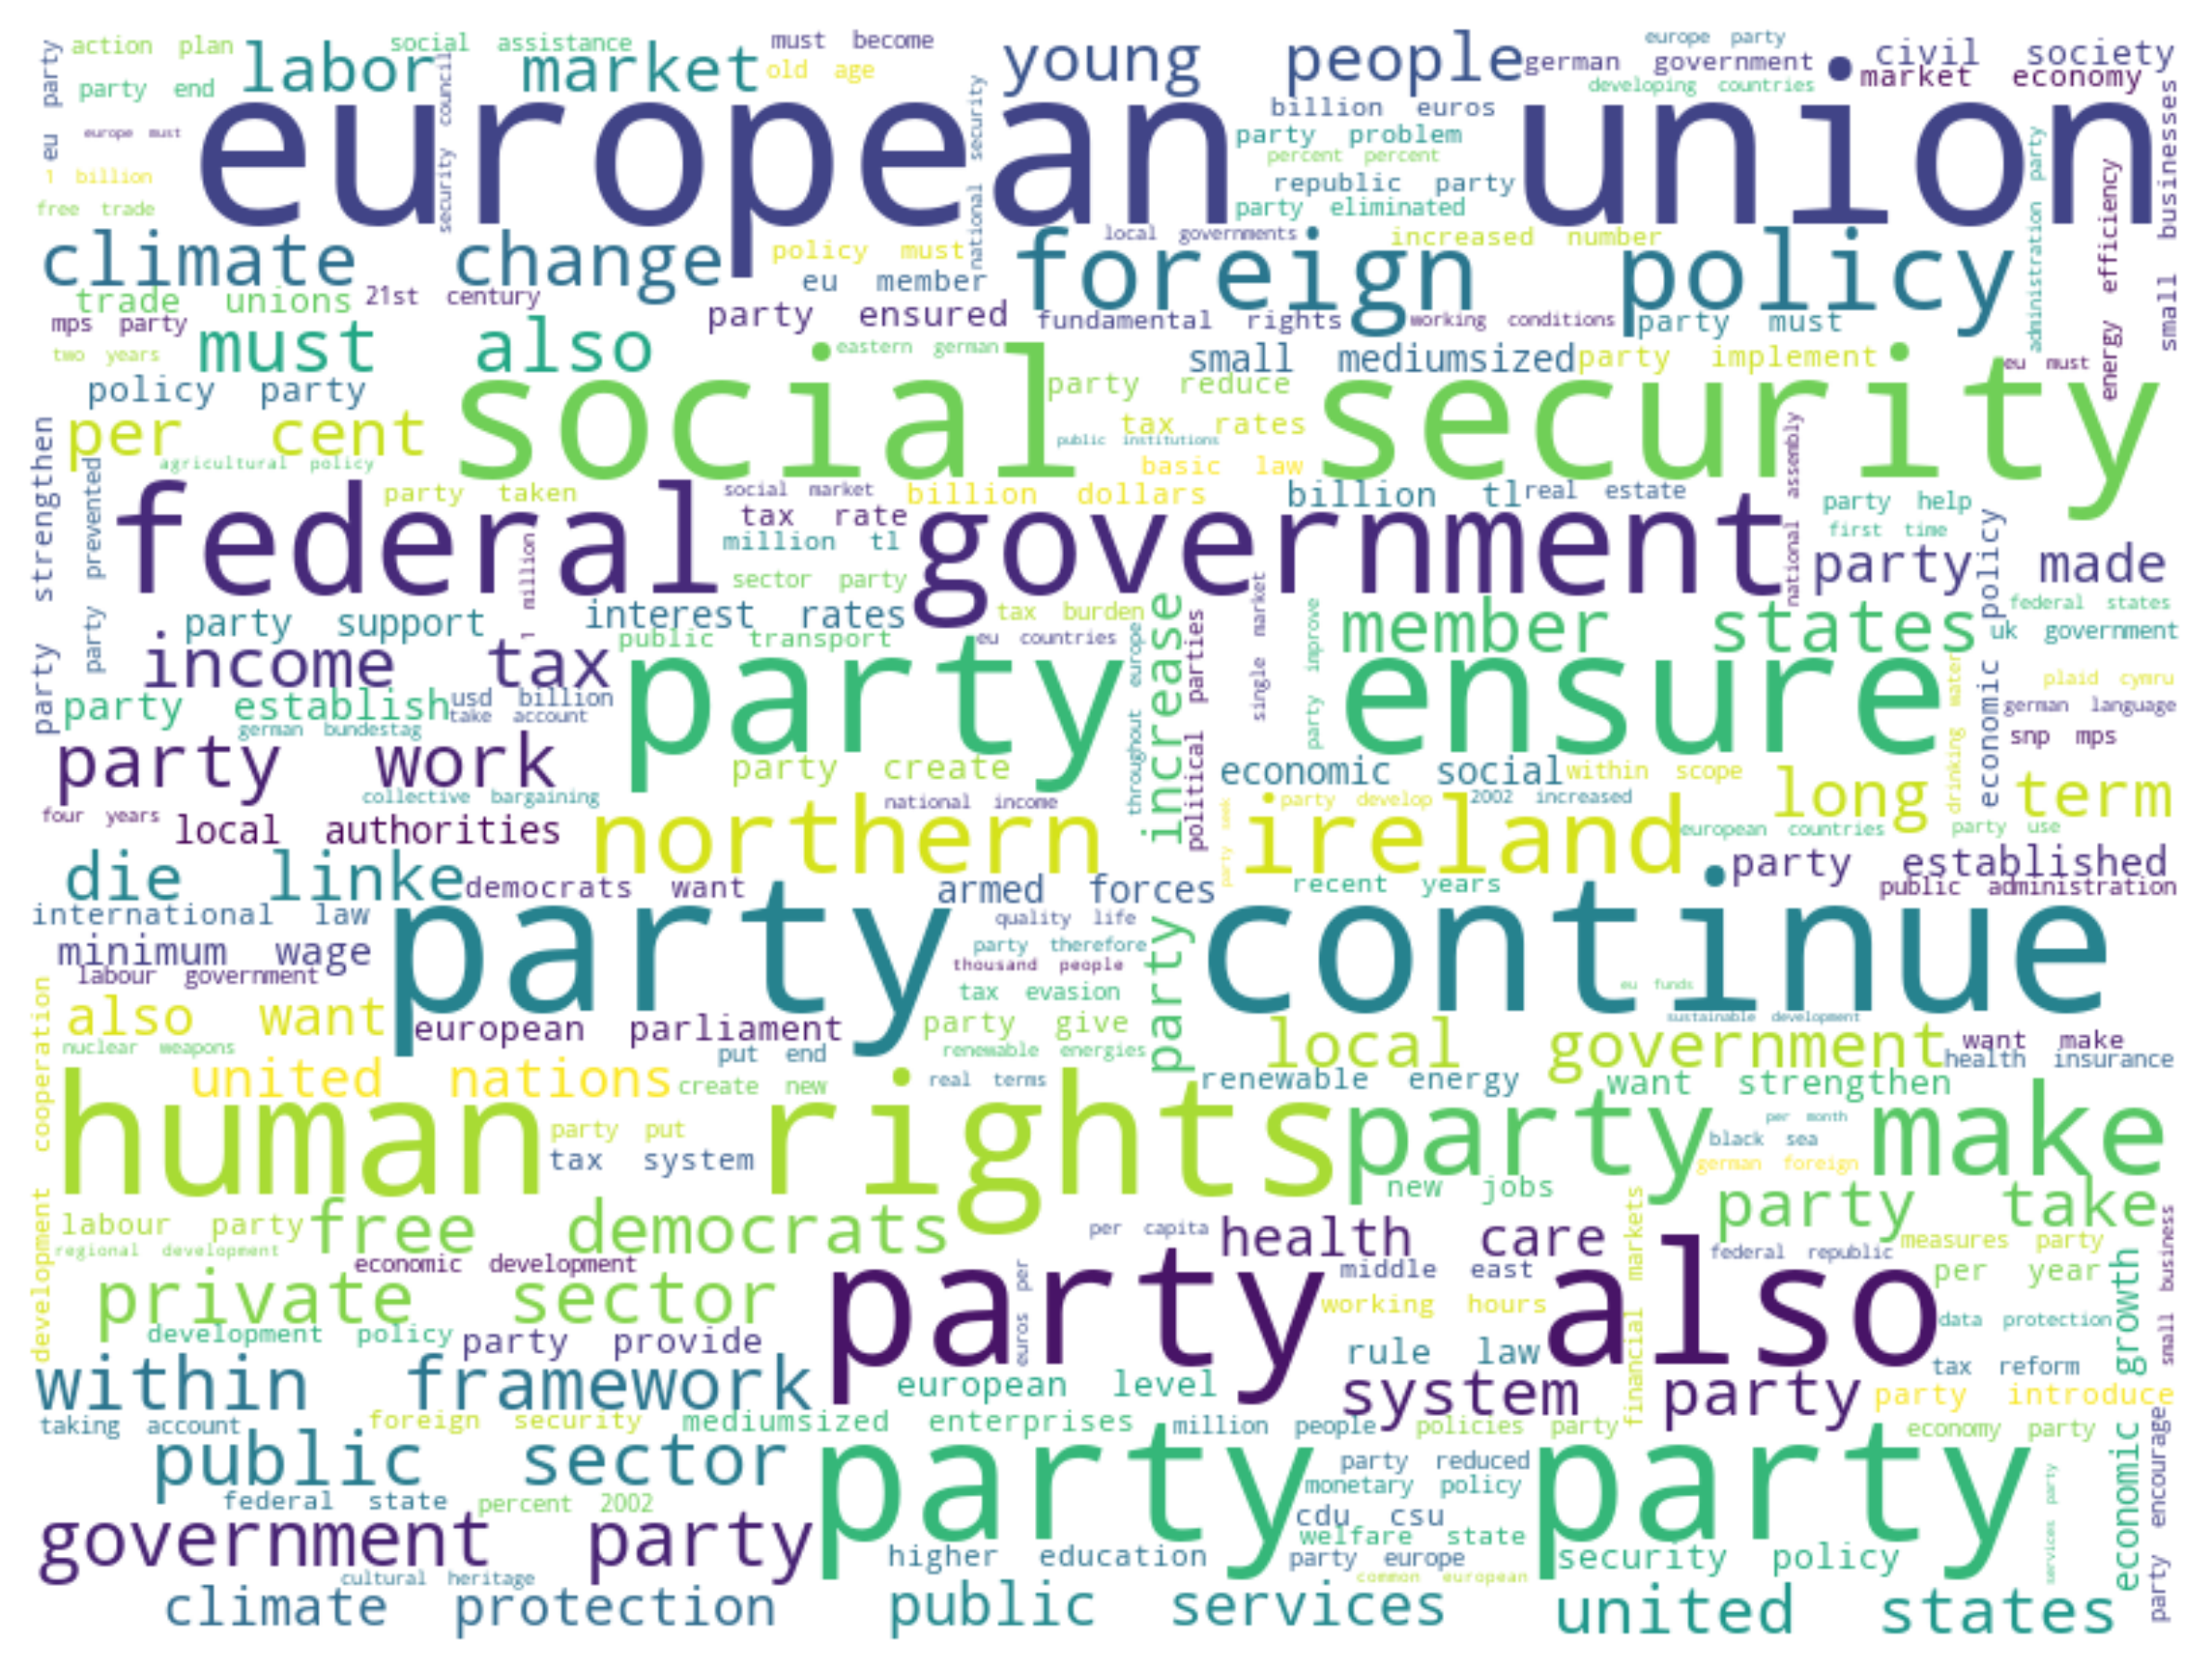 action plan
social assistance
must become
europe party
labor market
young people
german government
civil society
old age
market economy
party end
developing countries
billion euros
european union
eu party
europe must
security council
national security
party problem
percent percent
administration party
small businesses
1 billion
republic party
energy efficiency
free trade
party eliminated
climate change
policy must
local governments
increased number
foreign policy
eu member
trade unions
21st century
party ensured
fundamental rights
working conditions
party must
mps party
must also
two years
eastern german
small mediumsized
party implement
eu must
policy party
social security
party reduce
per cent
tax rates
public institutions
agricultural policy
basic law
party strengthen
party prevented
party taken
social market
billion dollars
billion tl
real estate
national assembly
party help
federal government
tax rate
first time
million tl
1 million
party made
sector party
economic policy
party support
interest rates
tax burden
federal states
member states
uk government
public transport
eu countries
income tax
party ensure
party increase
throughout europe
political parties
single market
party improve
drinking water
plaid cymru
party establish
usd billion
take account
german language
german bundestag
snp mps
party work
party create
economic social
within scope
long term
collective bargaining
national income
party develop
2002 increased
four years
northern ireland
party seek
local authorities
european countries
party use
die linke
democrats want
armed forces
recent years
party established
public administration
international law
party continue
quality life
minimum wage
party therefore
labour government
thousand people
tax evasion
eu funds
also want
european parliament
party give
sustainable development
local government
want make
nuclear weapons
put end
renewable energies
health insurance
development cooperation
united nations
create new
real terms
renewable energy
want strengthen
human rights
party make
per month
party put
black sea
tax system
german foreign
new jobs
party take
labour party
free democrats
per capita
health care
financial markets
small business
regional development
economic development
federal republic
measures party
private sector
party also
middle east
per year
economic growth
euros per
working hours
development policy
party provide
data protection
rule law
within framework
european level
tax reform
system party
party introduce
taking account
foreign security
mediumsized enterprises
million people
policies party
economy party
public sector
party party
party reduced
monetary policy
services party
party encourage
federal state
percent 2002
cdu csu
government party
welfare state
higher education
party europe
security policy
cultural heritage
common european
climate protection
public services
united states